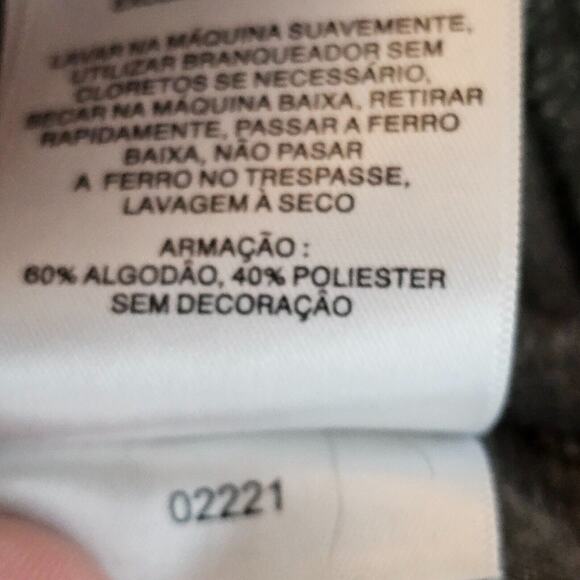 LAVAR NA MÁQUINA SUAVEMENTE,
UTILIZAR BRANQUEADOR SEM
CLORETOS SE NECESSÁRIO,
SECAR NA MÁQUINA BAIXA, RETIRAR
RAPIDAMENTE, PASSAR A FERRO
BAIXA, NÃO PASAR
A FERRO NO TRESPASSE,
LAVAGEM À SECO
ARMAÇÃO :
60% ALGODÃO, 40% POLIESTER
SEM DECORAÇÃO
02221